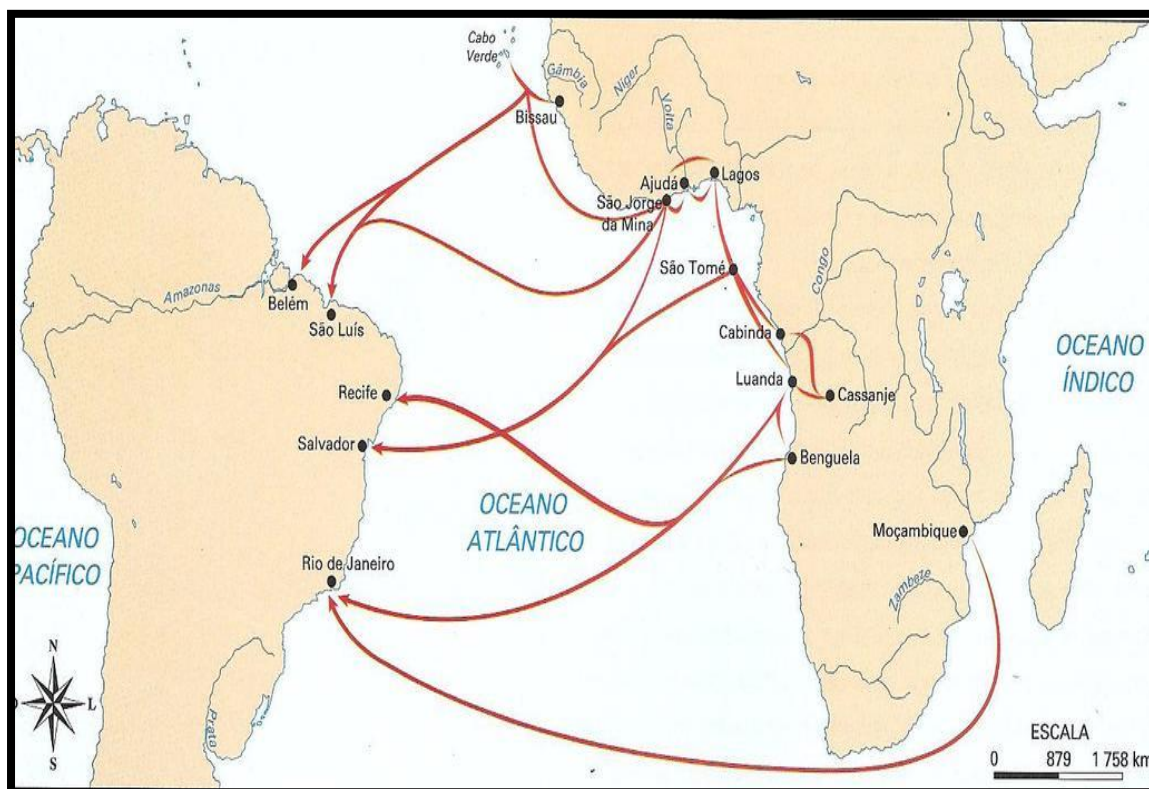 Cabo
Verde
Gâmbia
Níger
Volta
Bissau
Ajudá
Lagos
São Jorge
da Mina
São Tomé
Congo
Amazonas
Belém
São Luís
Cabinda
OCEANO
ÍNDICO
Luanda
Cassanje
Recife
Salvador
Benguela
OCEANO
ATLÂNTICO
Moçambique
OCEANO
PACÍFICO
Rio de Janeiro
Zambeze
N
O
L
S
Prata
ESCALA
0 879 1 758 km